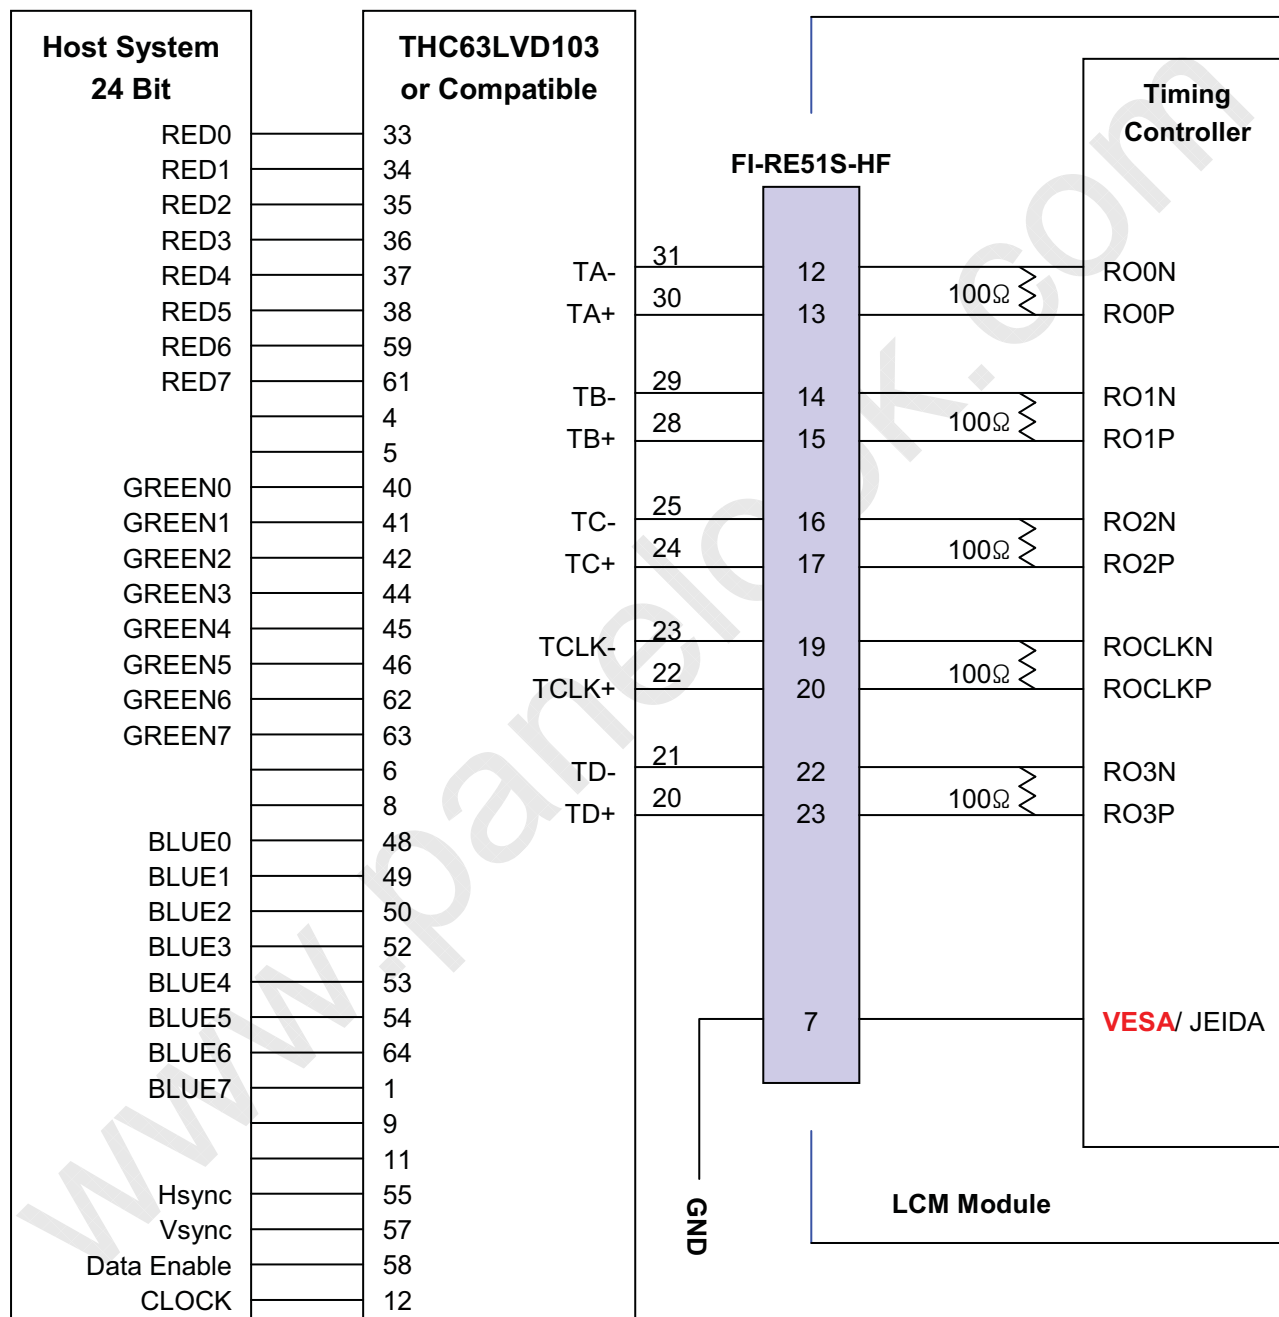 Host System
24 Bit
RED0
RED1
RED2
RED3
RED4
RED5
RED6
RED7
GREEN0
GREEN1
GREEN2
GREEN3
GREEN4
GREEN5
GREEN6
GREEN7
BLUE0
BLUE1
BLUE2
BLUE3
BLUE4
BLUE5
BLUE6
BLUE7
Hsync
Vsync
Data Enable
CLOCK
THC63LVD103
or Compatible
33
34
35
36
37
38
59
61
4
5
40
41
42
44
45
46
62
63
6
8
48
49
50
52
53
54
64
1
9
11
55
57
58
12
TA- 31
TA+ 30
TB- 29
TB+ 28
TC- 25
TC+ 24
TCLK- 23
TCLK+ 22
TD- 21
TD+ 20
GND
FI-RE51S-HF
12
13
14
15
16
17
19
20
22
23
7
100Ω
100Ω
100Ω
100Ω
100Ω
Timing
Controller
RO0N
RO0P
RO1N
RO1P
RO2N
RO2P
ROCLKN
ROCLKP
RO3N
RO3P
VESA/ JEIDA
LCM Module
www.panelook.com